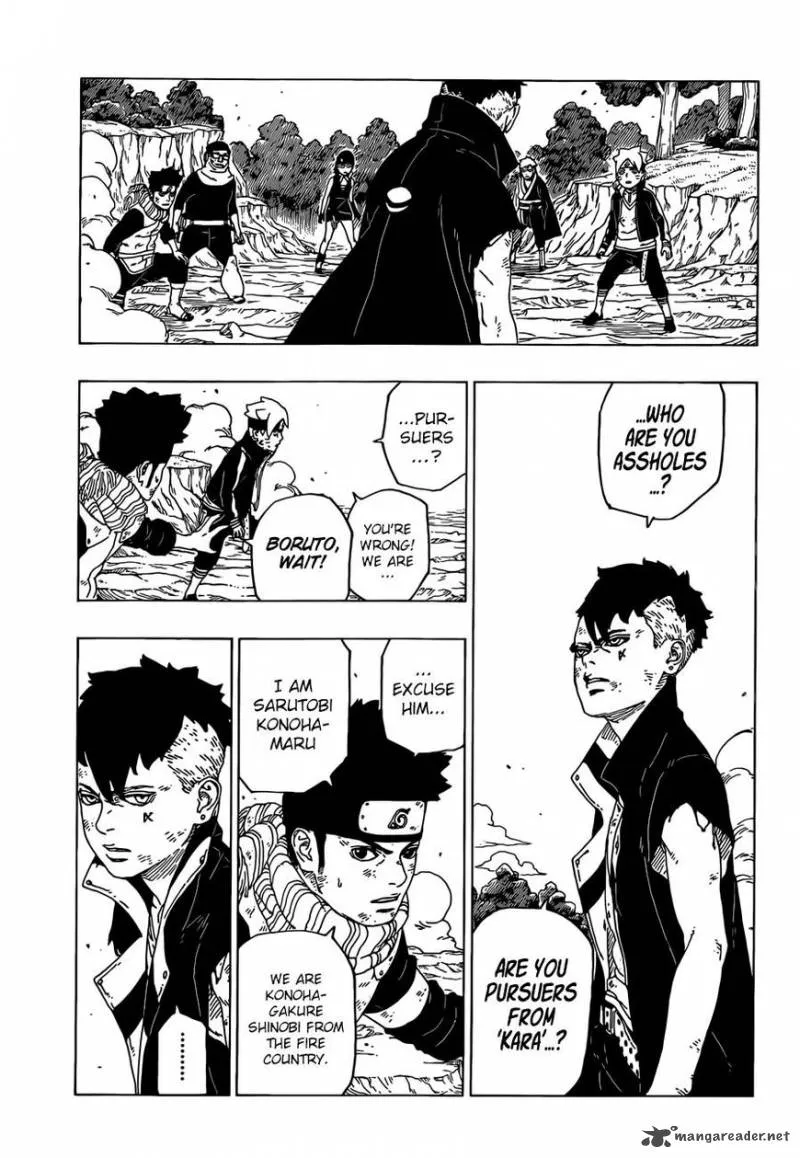 ...WHO
ARE YOU
ASSHOLES
...?
ARE YOU
PURSUERS
FROM
'KARA'...?
...PUR-
SUERS
...?
YOU'RE
WRONG!
WE ARE
...
BORUTO,
WAIT!
...
EXCUSE
HIM...
I AM
SARUTOBI
KONOHA-
MARU
WE ARE
KONOHA-
GAKURE
SHINOBI FROM
THE FIRE
COUNTRY.
.........
K
K
mangareader.net